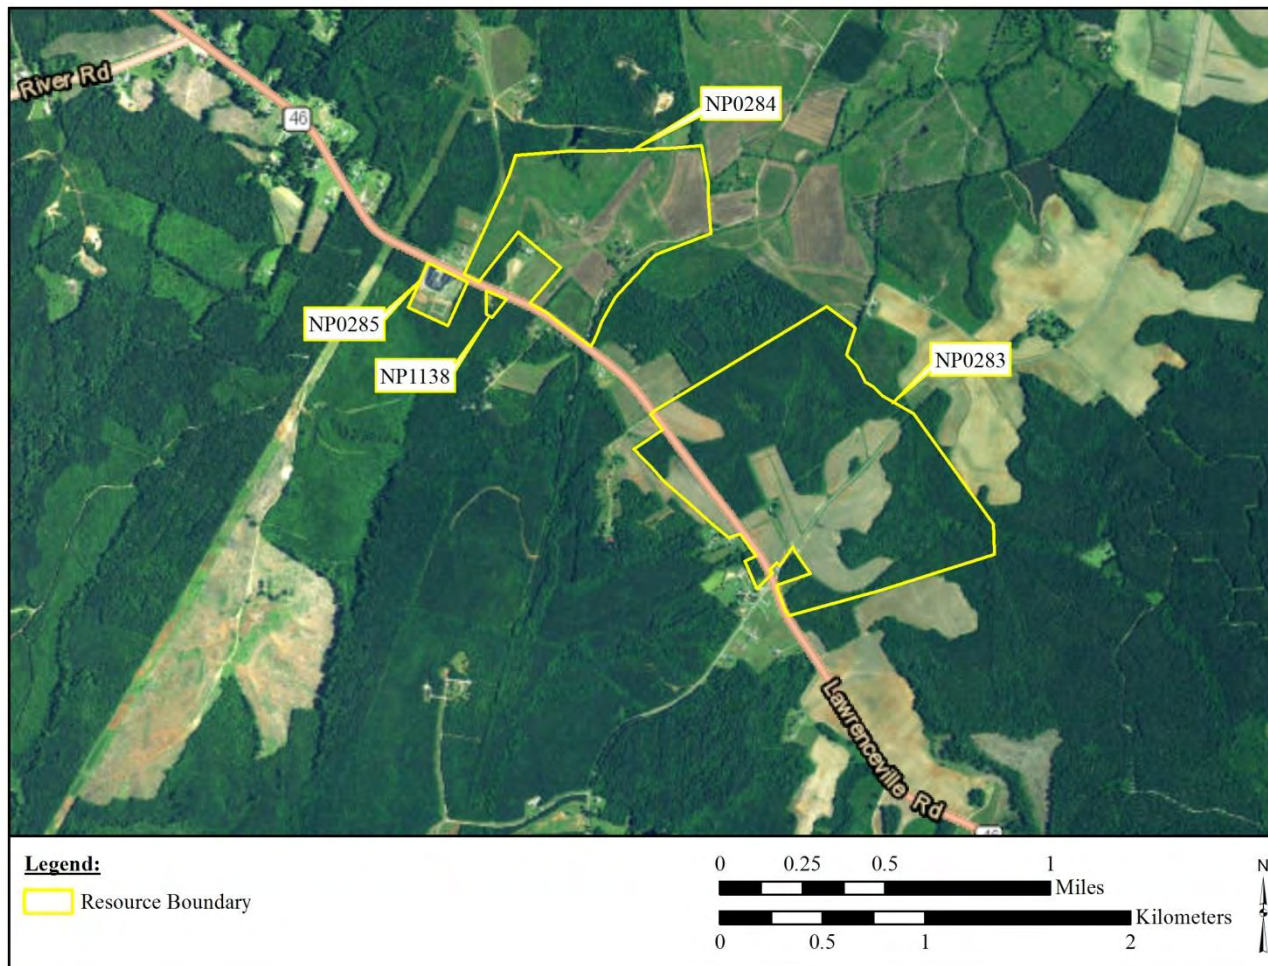 NP0284
River Rd
46
NP0285
NP0283
NP1138
Lawrenceville Rd
46
Legend:
Resource Boundary
0 0.25 0.5 1
Miles
Kilometers
0 0.5 1 2
N